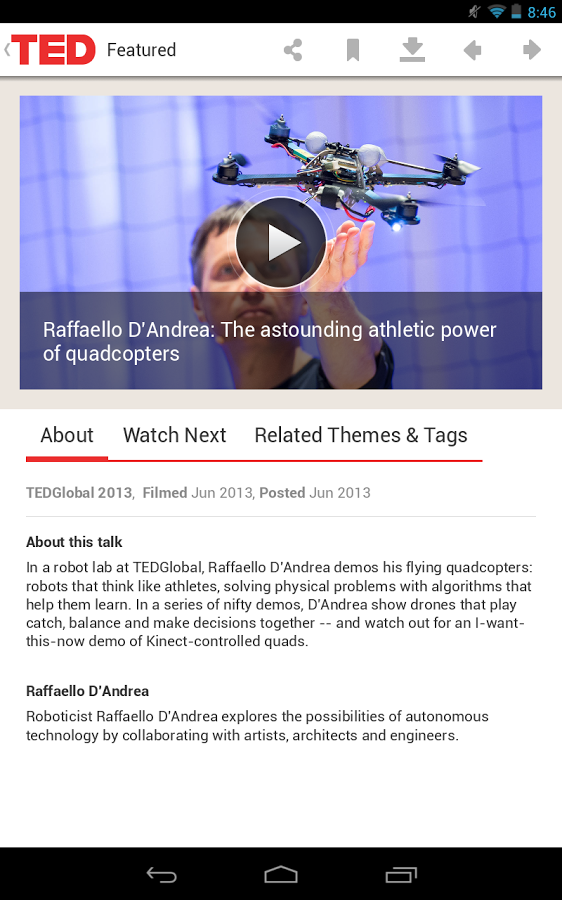 8:46
TED Featured
Raffaello D'Andrea: The astounding athletic power
of quadcopters
About Watch Next Related Themes & Tags
TEDGlobal 2013, Filmed Jun 2013, Posted Jun 2013
About this talk
In a robot lab at TEDGlobal, Raffaello D'Andrea demos his flying quadcopters:
robots that think like athletes, solving physical problems with algorithms that
help them learn. In a series of nifty demos, D'Andrea show drones that play
catch, balance and make decisions together -- and watch out for an I-want-
this-now demo of Kinect-controlled quads.
Raffaello D'Andrea
Roboticist Raffaello D'Andrea explores the possibilities of autonomous
technology by collaborating with artists, architects and engineers.